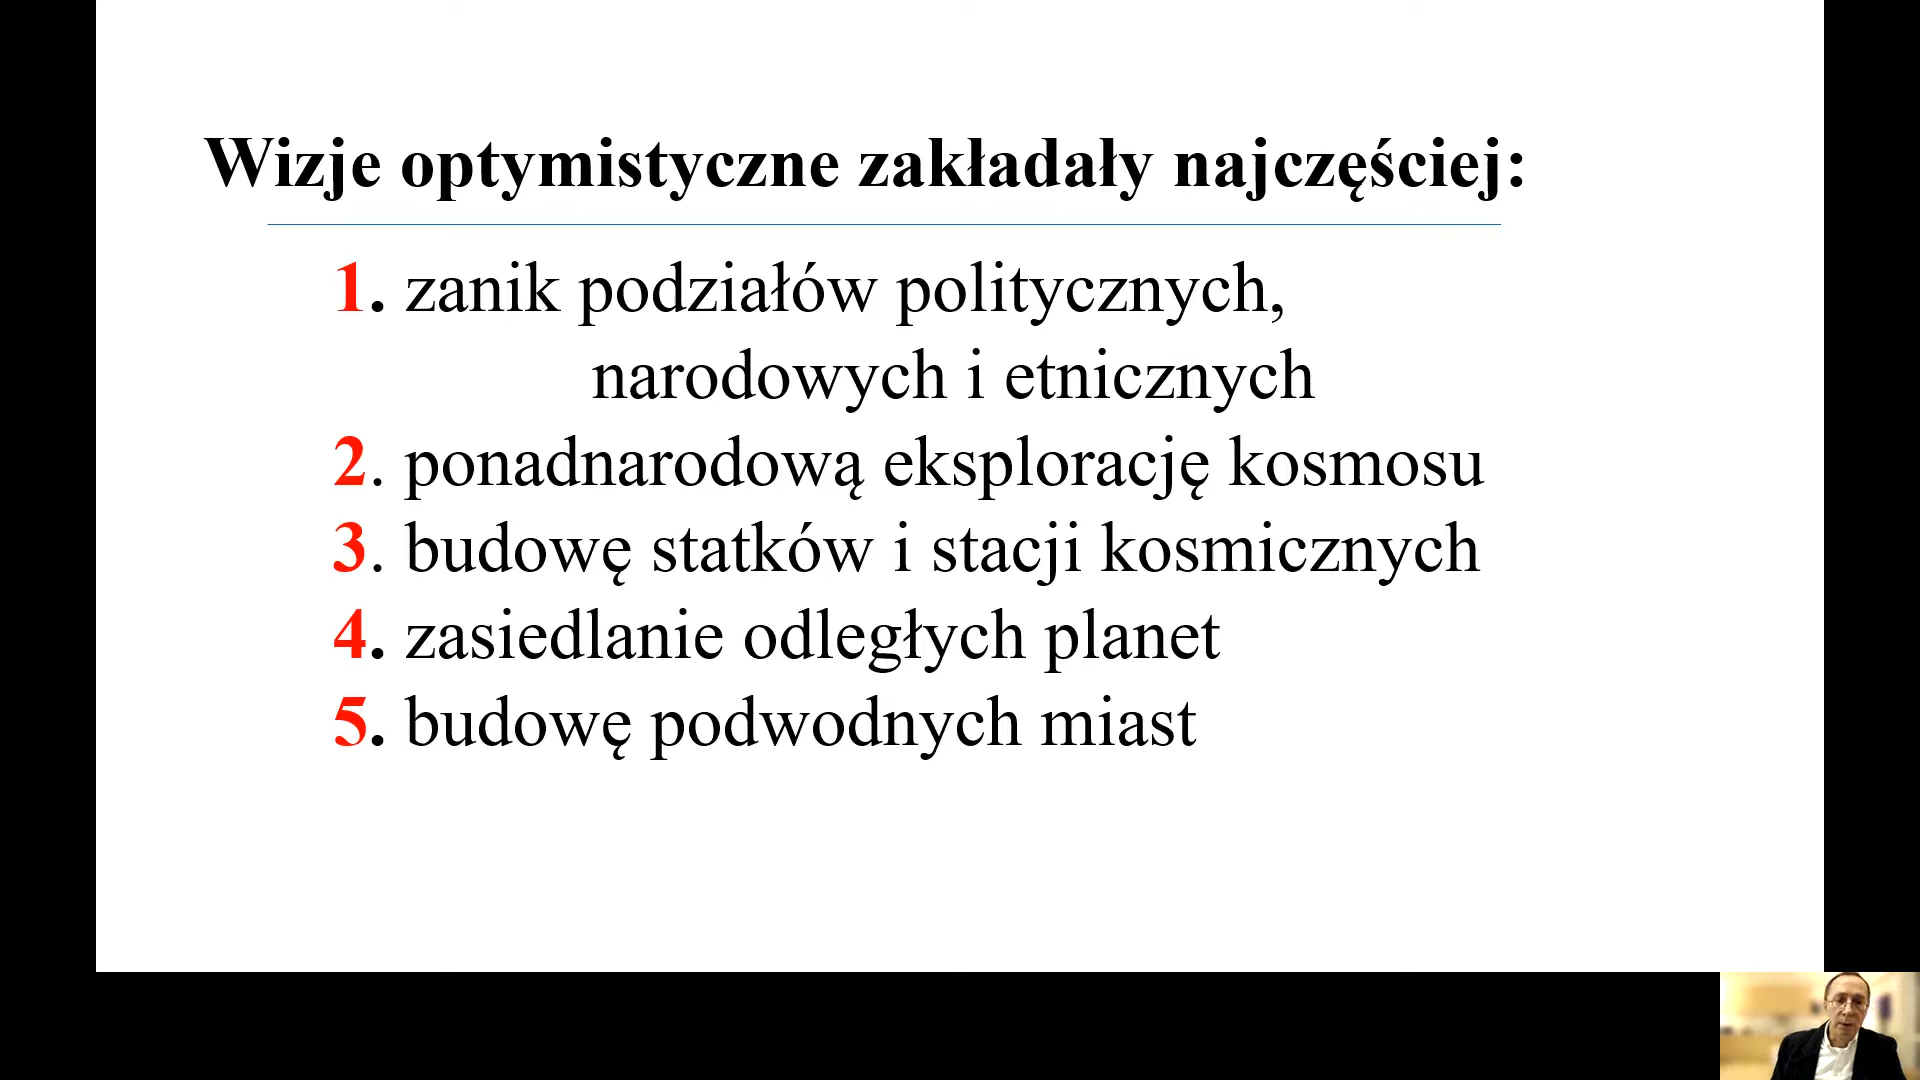 Wizje optymistyczne zakładały najczęściej:
1. zanik podziałów politycznych,
narodowych i etnicznych
2. ponadnarodową eksplorację kosmosu
3. budowę statków i stacji kosmicznych
4. zasiedlanie odległych planet
5. budowę podwodnych miast